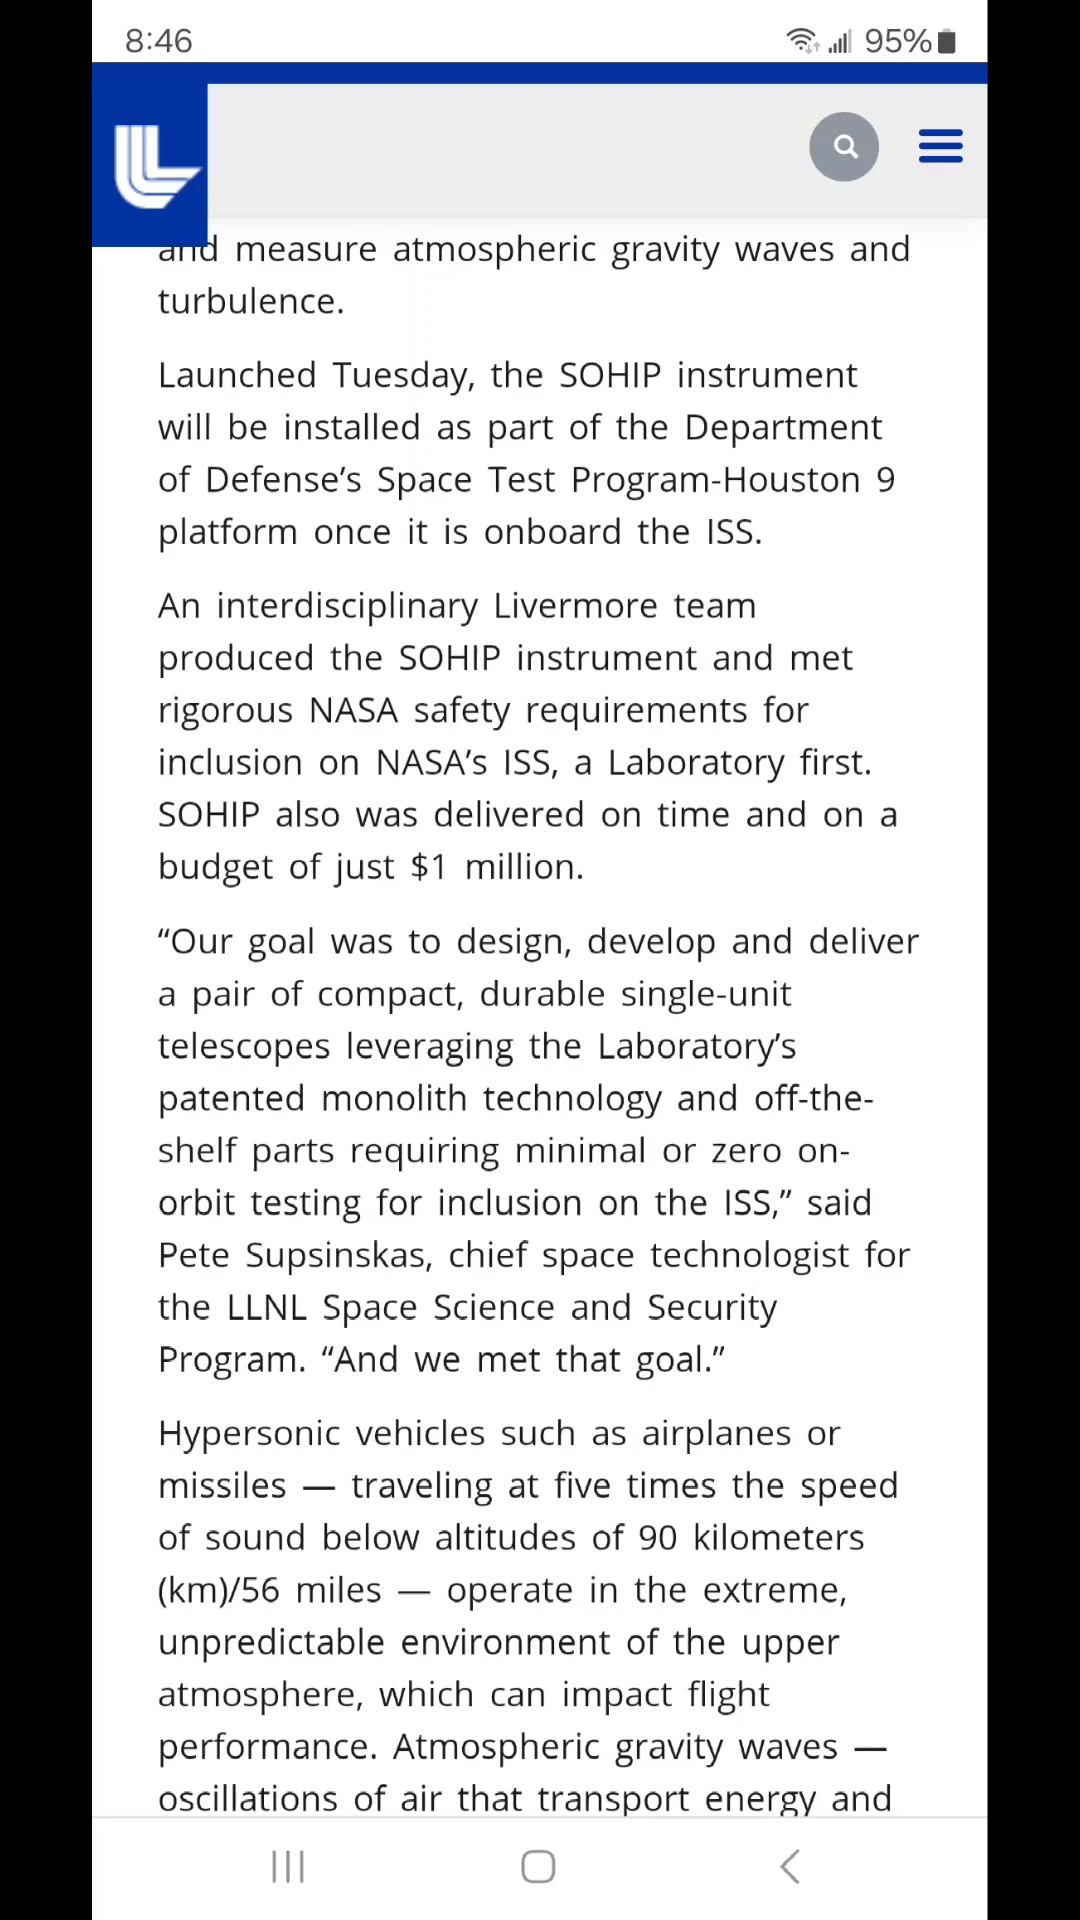 8:46
95%
and measure atmospheric gravity waves and
turbulence.
Launched Tuesday, the SOHIP instrument
will be installed as part of the Department
of Defense’s Space Test Program-Houston 9
platform once it is onboard the ISS.
An interdisciplinary Livermore team
produced the SOHIP instrument and met
rigorous NASA safety requirements for
inclusion on NASA’s ISS, a Laboratory first.
SOHIP also was delivered on time and on a
budget of just $1 million.
“Our goal was to design, develop and deliver
a pair of compact, durable single-unit
telescopes leveraging the Laboratory’s
patented monolith technology and off-the-
shelf parts requiring minimal or zero on-
orbit testing for inclusion on the ISS,” said
Pete Supsinskas, chief space technologist for
the LLNL Space Science and Security
Program. “And we met that goal.”
Hypersonic vehicles such as airplanes or
missiles — traveling at five times the speed
of sound below altitudes of 90 kilometers
(km)/56 miles — operate in the extreme,
unpredictable environment of the upper
atmosphere, which can impact flight
performance. Atmospheric gravity waves —
oscillations of air that transport energy and